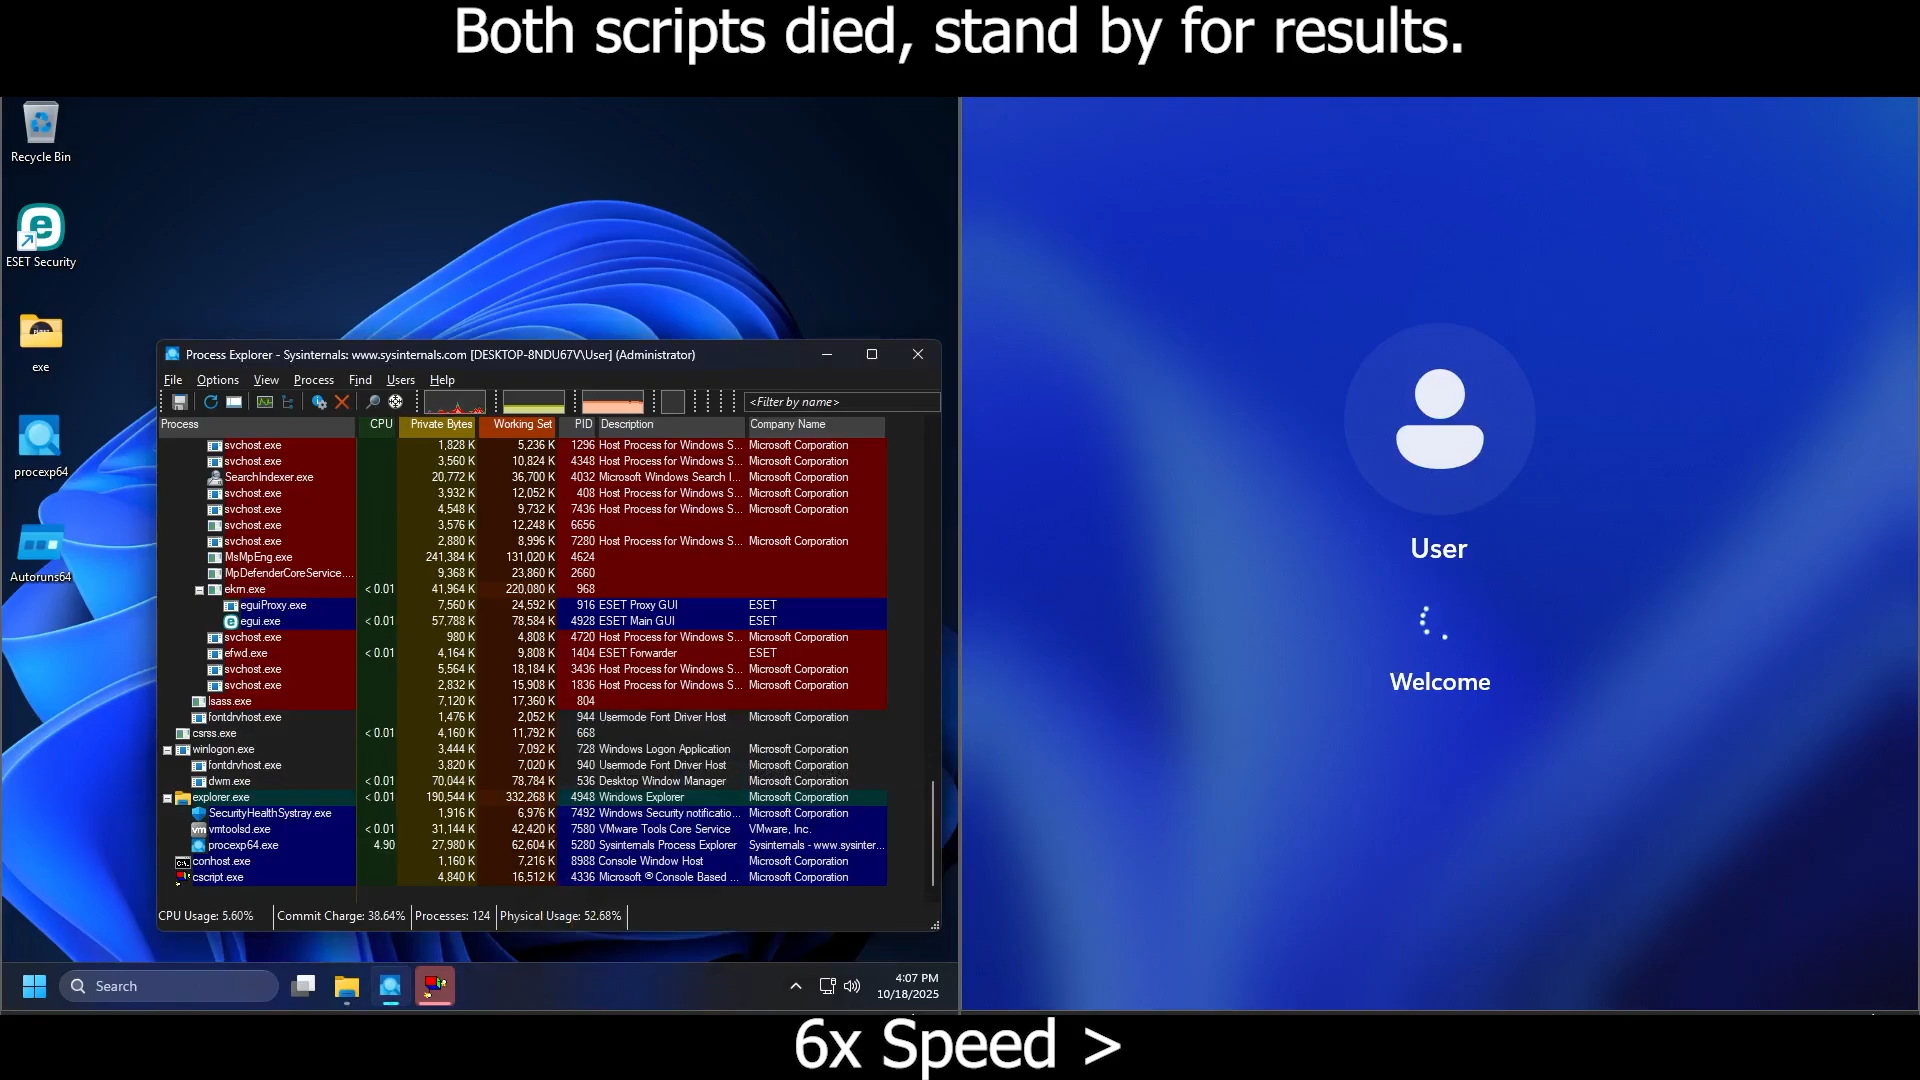 Both scripts died, stand by for results.
Recycle Bin
ESET Security
exe
procexp64
Autoruns64
Process Explorer - Sysinternals: www.sysinternals.com [DESKTOP-8NDU67V\User] (Administrator)
File Options View Process Find Users Help
<Filter by name>
Process CPU Private Bytes Working Set PID Description Company Name
svchost.exe 1,828 K 5,236 K 1296 Host Process for Windows S... Microsoft Corporation
svchost.exe 3,560 K 10,824 K 4348 Host Process for Windows S... Microsoft Corporation
SearchIndexer.exe 20,772 K 36,700 K 4032 Microsoft Windows Search I... Microsoft Corporation
svchost.exe 3,932 K 12,052 K 408 Host Process for Windows S... Microsoft Corporation
svchost.exe 4,548 K 9,732 K 7436 Host Process for Windows S... Microsoft Corporation
svchost.exe 3,576 K 12,248 K 6656
svchost.exe 2,880 K 8,996 K 7280 Host Process for Windows S... Microsoft Corporation
MsMpEng.exe 241,384 K 131,020 K 4624
MpDefenderCoreService.... 9,368 K 23,860 K 2660
ekrn.exe < 0.01 41,964 K 220,080 K 968
eguiProxy.exe 7,560 K 24,592 K 916 ESET Proxy GUI ESET
egui.exe < 0.01 57,788 K 78,584 K 4928 ESET Main GUI ESET
svchost.exe 980 K 4,808 K 4720 Host Process for Windows S... Microsoft Corporation
efwd.exe < 0.01 4,164 K 9,808 K 1404 ESET Forwarder ESET
svchost.exe 5,564 K 18,184 K 3436 Host Process for Windows S... Microsoft Corporation
svchost.exe 2,832 K 15,908 K 1836 Host Process for Windows S... Microsoft Corporation
lsass.exe 7,120 K 17,360 K 804
fontdrvhost.exe 1,476 K 2,052 K 944 Usermode Font Driver Host Microsoft Corporation
csrss.exe < 0.01 4,160 K 11,792 K 668
winlogon.exe 3,444 K 7,092 K 728 Windows Logon Application Microsoft Corporation
fontdrvhost.exe 3,820 K 7,020 K 940 Usermode Font Driver Host Microsoft Corporation
dwm.exe < 0.01 70,044 K 78,784 K 536 Desktop Window Manager Microsoft Corporation
explorer.exe < 0.01 190,544 K 332,268 K 4948 Windows Explorer Microsoft Corporation
SecurityHealthSystray.exe 1,916 K 6,976 K 7492 Windows Security notificatio... Microsoft Corporation
vm vmtoolsd.exe < 0.01 31,144 K 42,420 K 7580 VMware Tools Core Service VMware, Inc.
procexp64.exe 4.90 27,980 K 62,604 K 5280 Sysinternals Process Explorer Sysinternals - www.sysinter...
conhost.exe 1,160 K 7,216 K 8988 Console Window Host Microsoft Corporation
cscript.exe 4,840 K 16,512 K 4336 Microsoft ® Console Based ... Microsoft Corporation
CPU Usage: 5.60% Commit Charge: 38.64% Processes: 124 Physical Usage: 52.68%
Search
4:07 PM
10/18/2025
User
Welcome
6x Speed >